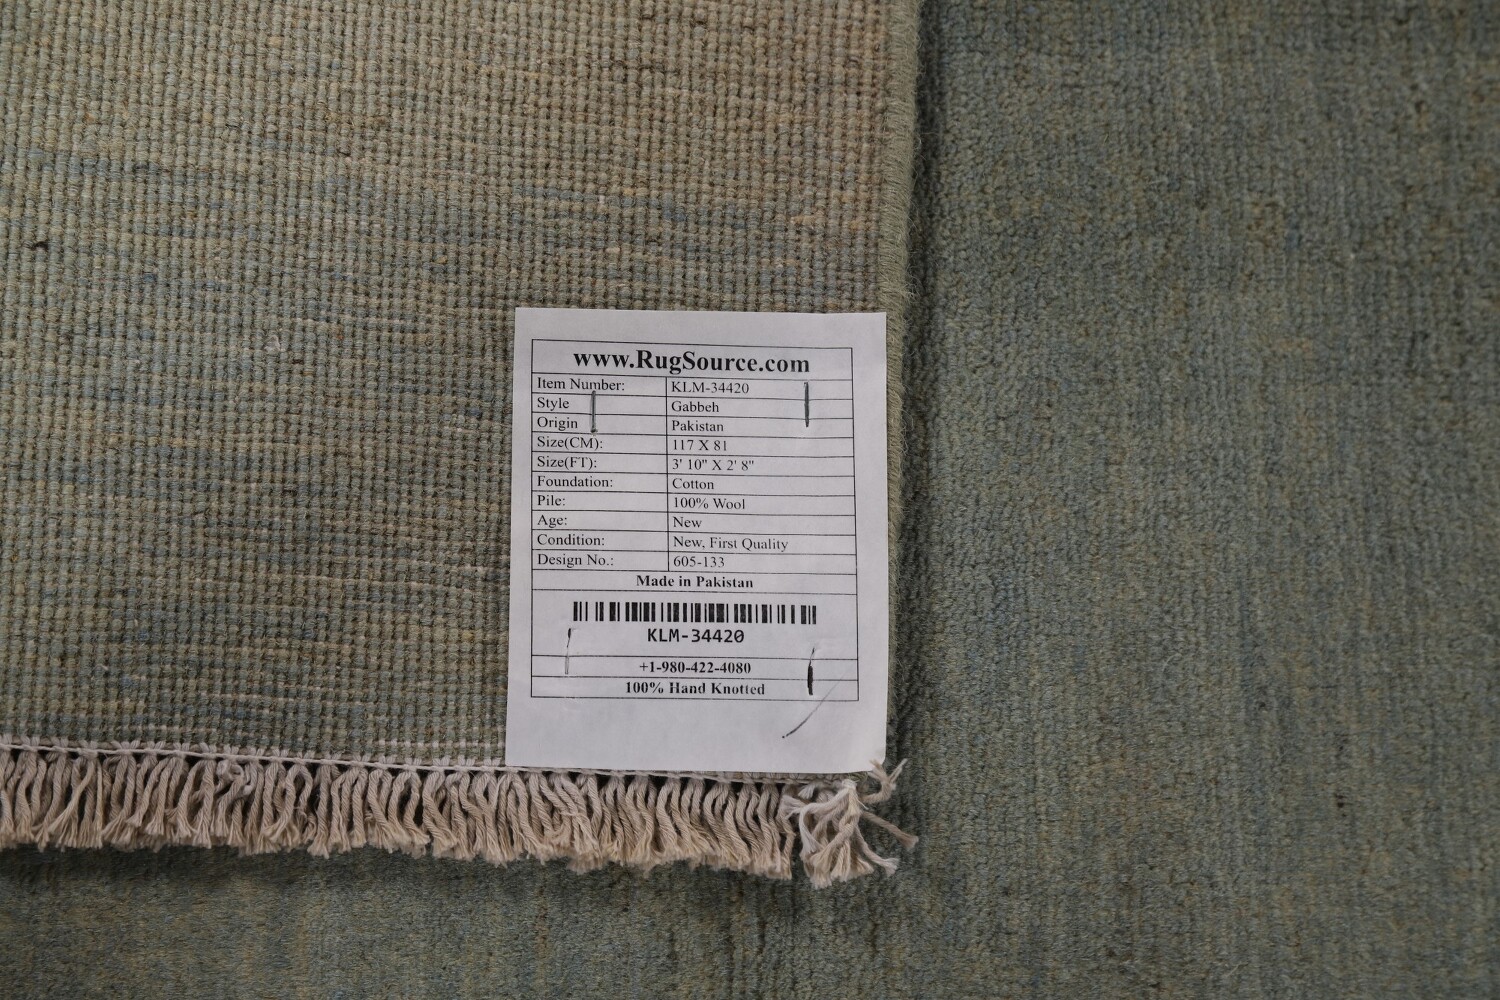 www.RugSource.com
Item Number: KLM-34420
Style Gabbeh
Origin Pakistan
Size(CM): 117 X 81
Size(FT): 3' 10" X 2' 8"
Foundation: Cotton
Pile: 100% Wool
Age: New
Condition: New, First Quality
Design No.: 605-133
Made in Pakistan
KLM-34420
+1-980-422-4080
100% Hand Knotted